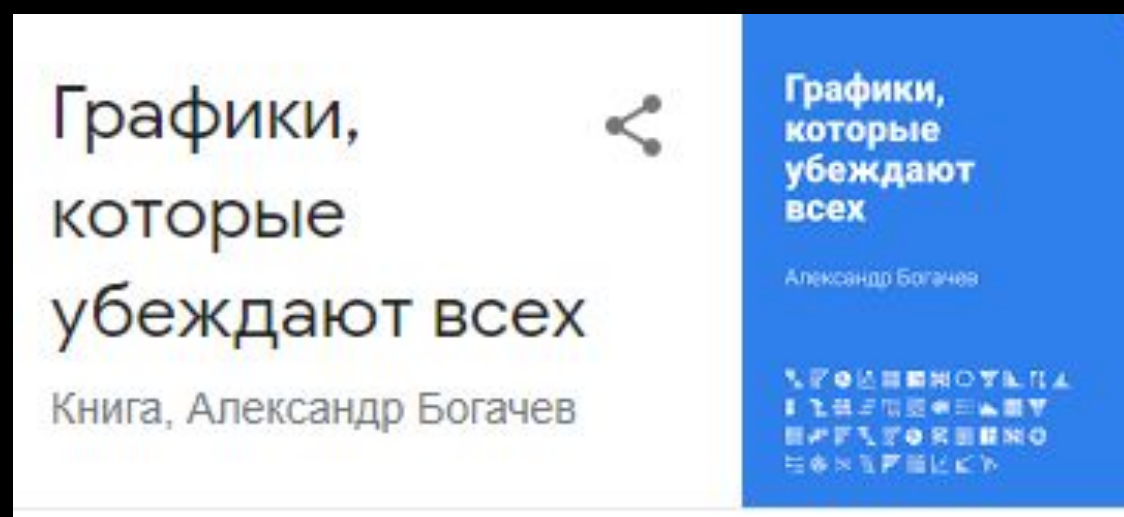 Графики,
которые
убеждают всех
Книга, Александр Богачев
Графики,
которые
убеждают
всех
Александр Богачев